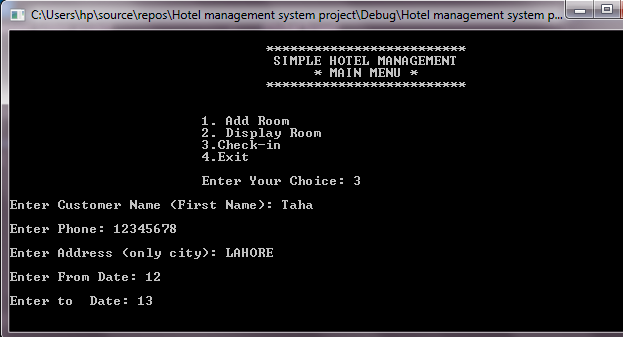 C:\Users\hp\source\repos\Hotel management system project\Debug\Hotel management system p...
*************************
SIMPLE HOTEL MANAGEMENT
* MAIN MENU *
*************************
1. Add Room
2. Display Room
3.Check-in
4.Exit
Enter Your Choice: 3
Enter Customer Name (First Name): Taha
Enter Phone: 12345678
Enter Address (only city): LAHORE
Enter From Date: 12
Enter to  Date: 13